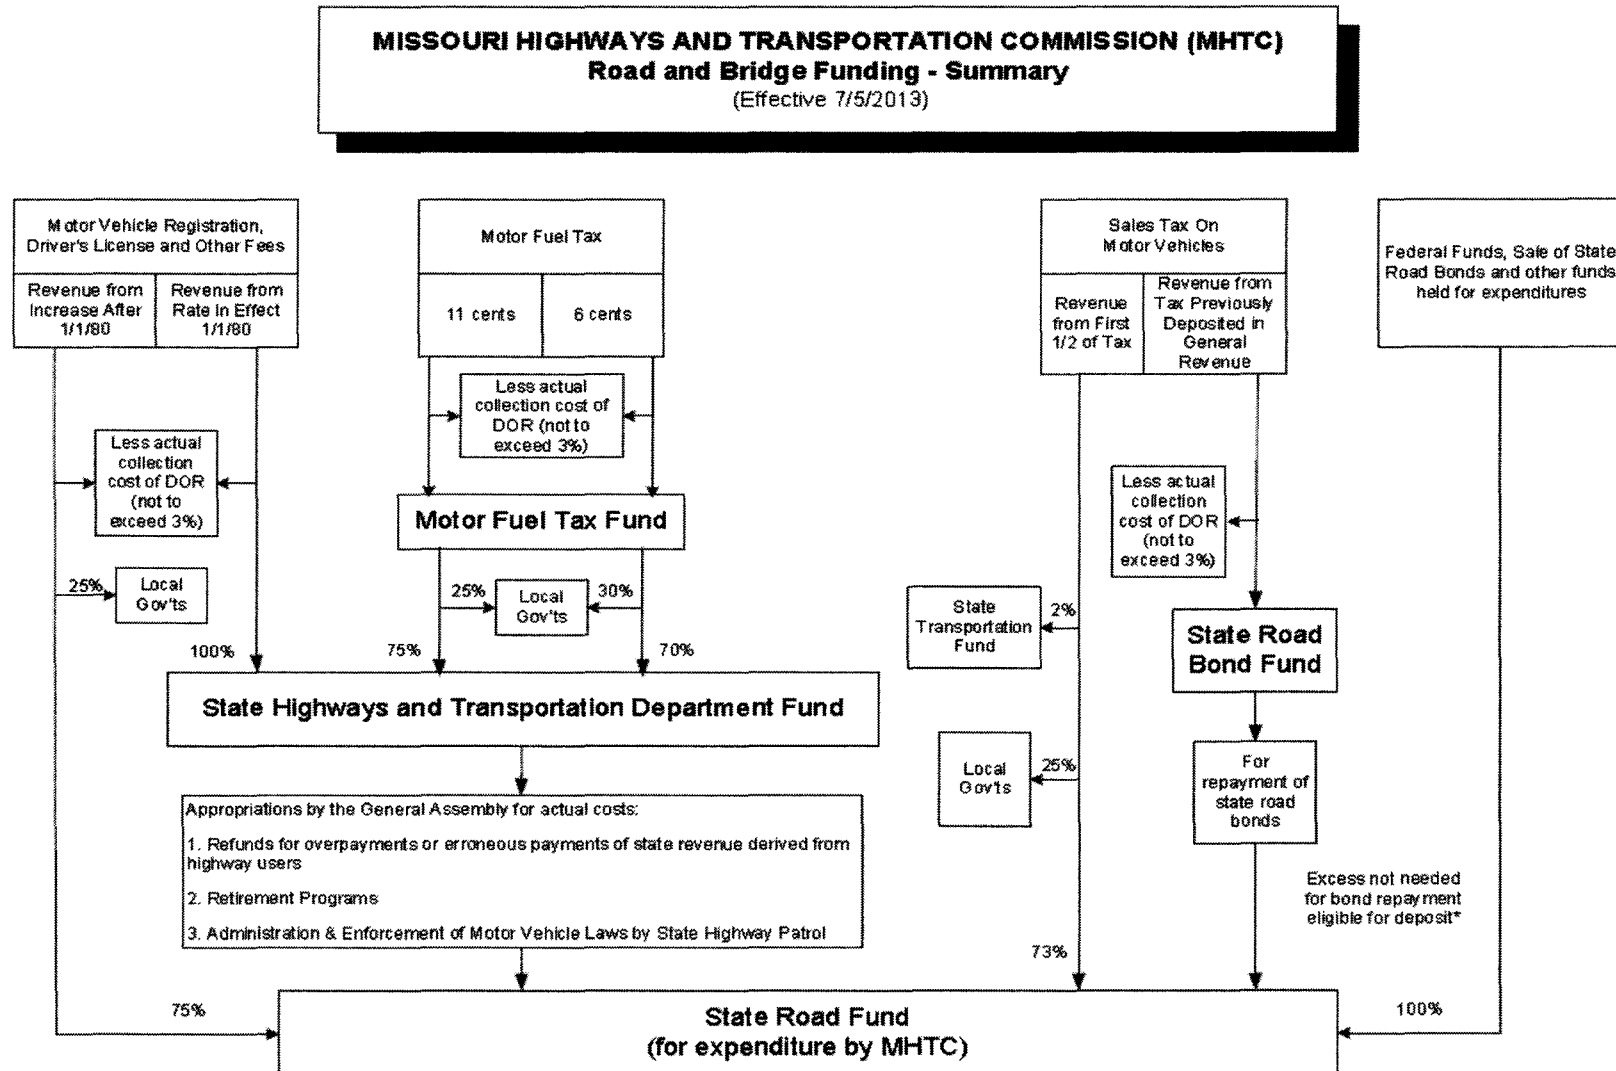 MISSOURI HIGHWAYS AND TRANSPORTATION COMMISSION (MHTC)
Road and Bridge Funding - Summary
(Effective 7/5/2013)
Motor Vehicle Registration,
Driver's License and Other Fees
Revenue from
Increase After
1/1/80
Revenue from
Rate in Effect
1/1/80
Motor Fuel Tax
11 cents
6 cents
Sales Tax On
Motor Vehicles
Revenue
from First
1/2 of Tax
Revenue from
Tax Previously
Deposited in
General
Revenue
Federal Funds, Sale of State
Road Bonds and other funds
held for expenditures
Less actual
collection
cost of DOR
(not to
exceed 3%)
Less actual
collection cost of
DOR (not to
exceed 3%)
Less actual
collection
cost of DOR
(not to
exceed 3%)
Motor Fuel Tax Fund
25%
Local
Gov'ts
25%
Local
Gov'ts
30%
State
Transportation
Fund
2%
State Road
Bond Fund
100%
75%
70%
State Highways and Transportation Department Fund
Local
Gov'ts
25%
For
repayment of
state road
bonds
Appropriations by the General Assembly for actual costs:
1. Refunds for overpayments or erroneous payments of state revenue derived from
highway users
2. Retirement Programs
3. Administration & Enforcement of Motor Vehicle Laws by State Highway Patrol
Excess not needed
for bond repayment
eligible for deposit*
73%
75%
100%
State Road Fund
(for expenditure by MHTC)